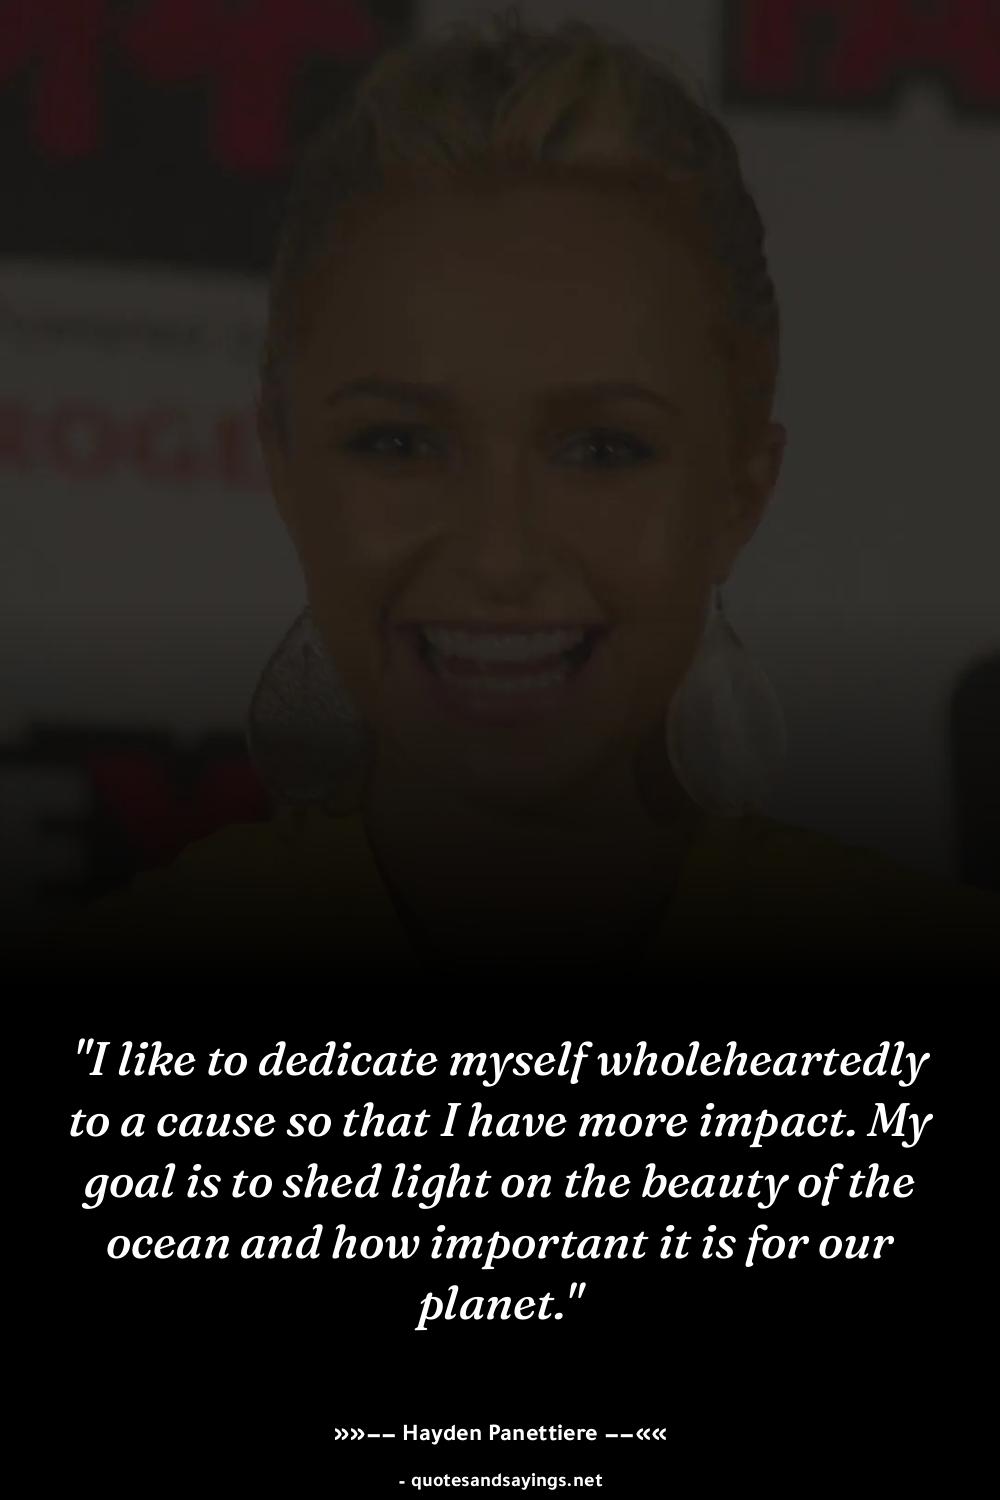 "I like to dedicate myself wholeheartedly
to a cause so that I have more impact. My
goal is to shed light on the beauty of the
ocean and how important it is for our
planet."
»»–– Hayden Panettiere ––««
- quotesandsayings.net